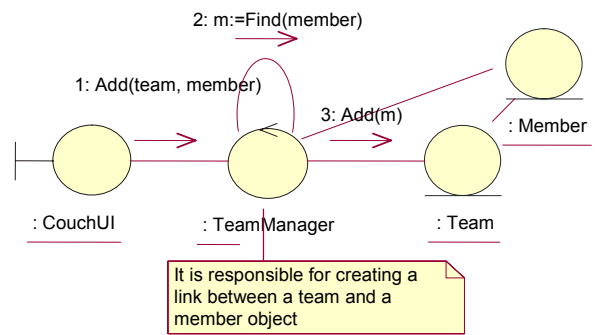 2: m:=Find(member)
1: Add(team, member)
3: Add(m)
: Member
: CouchUI
: TeamManager
: Team
It is responsible for creating a
link between a team and a
member object